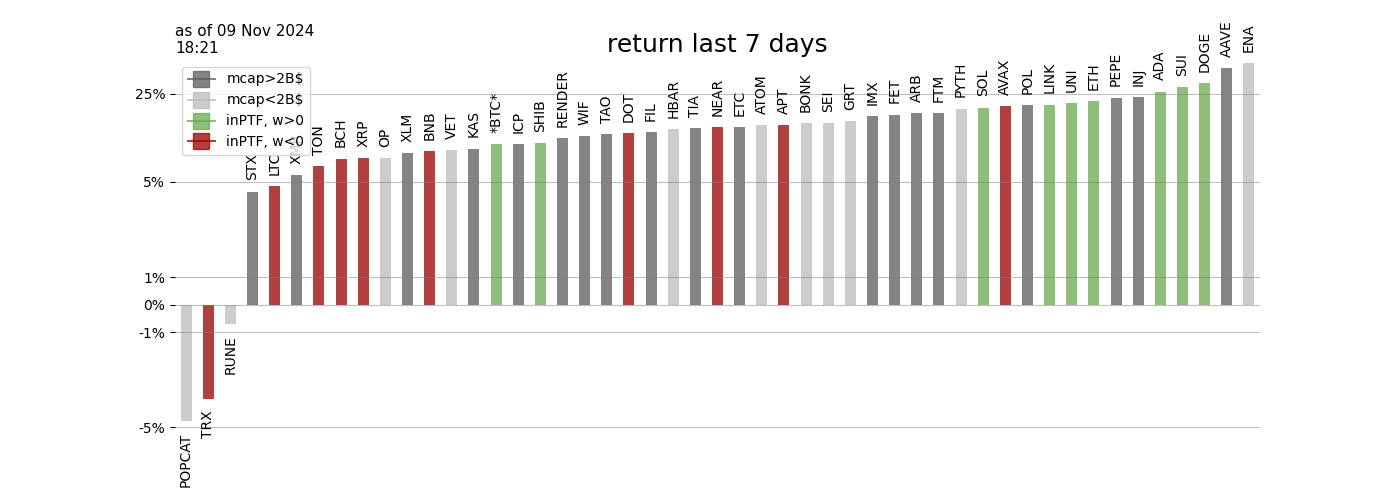 as of 09 Nov 2024
18:21
return last 7 days
mcap>2B$
mcap<2B$
inPTF, w>0
inPTF, w<0
25%
5%
1%
0%
-1%
-5%
POPCAT
TRX
RUNE
STX
LTC
TON
BCH
XRP
OP
XLM
BNB
VET
KAS
*BTC*
ICP
SHIB
RENDER
WIF
TAO
DOT
FIL
HBAR
TIA
NEAR
ETC
ATOM
APT
BONK
SEI
GRT
IMX
FET
ARB
FTM
PYTH
SOL
AVAX
POL
LINK
UNI
ETH
PEPE
INJ
ADA
SUI
DOGE
AAVE
ENA